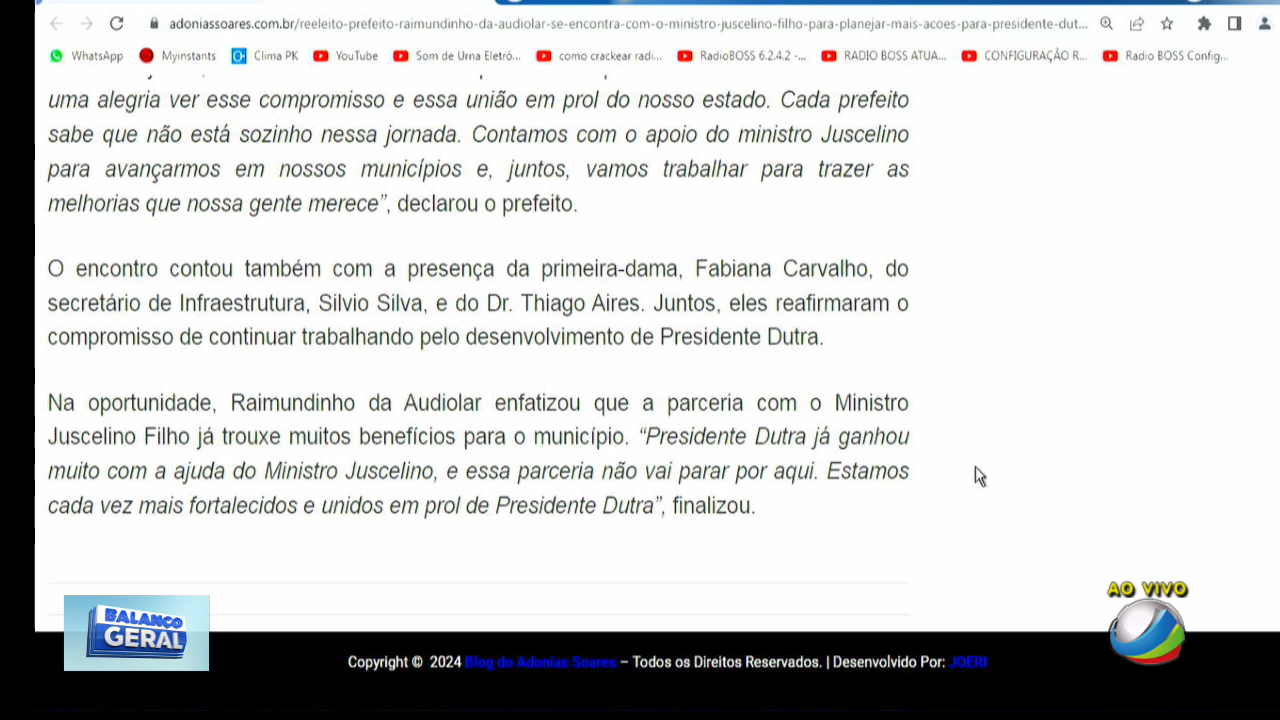 adoniassoares.com.br/reeleito-prefeito-raimundinho-da-audiolar-se-encontra-com-o-ministro-juscelino-filho-para-planejar-mais-acoes-para-presidente-dut...
WhatsApp Myinstants Clima PK YouTube Som de Urna Eletrô... como crackear radi... RadioBOSS 6.2.4.2 -... RADIO BOSS ATUA... CONFIGURAÇÃO R... Radio BOSS Config...
uma alegria ver esse compromisso e essa união em prol do nosso estado. Cada prefeito
sabe que não está sozinho nessa jornada. Contamos com o apoio do ministro Juscelino
para avançarmos em nossos municípios e, juntos, vamos trabalhar para trazer as
melhorias que nossa gente merece”, declarou o prefeito.
O encontro contou também com a presença da primeira-dama, Fabiana Carvalho, do
secretário de Infraestrutura, Silvio Silva, e do Dr. Thiago Aires. Juntos, eles reafirmaram o
compromisso de continuar trabalhando pelo desenvolvimento de Presidente Dutra.
Na oportunidade, Raimundinho da Audiolar enfatizou que a parceria com o Ministro
Juscelino Filho já trouxe muitos benefícios para o município. “Presidente Dutra já ganhou
muito com a ajuda do Ministro Juscelino, e essa parceria não vai parar por aqui. Estamos
cada vez mais fortalecidos e unidos em prol de Presidente Dutra”, finalizou.
AO VIVO
BALANÇO
GERAL
Copyright © 2024 Blog do Adonias Soares – Todos os Direitos Reservados. | Desenvolvido Por: JOERI